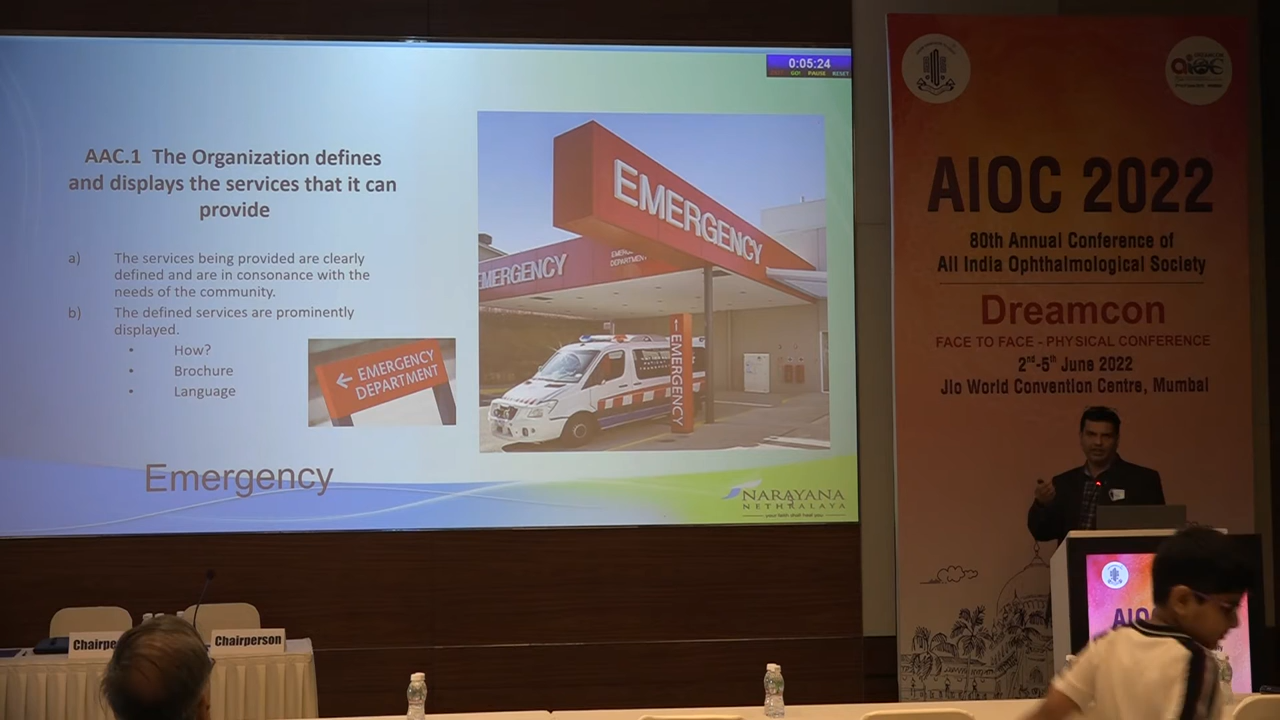 0:05:24
GO! PAUSE RESET
AAC.1 The Organization defines
and displays the services that it can
provide
a) The services being provided are clearly
defined and are in consonance with the
needs of the community.
b) The defined services are prominently
displayed.
• How?
• Brochure
• Language
EMERGENCY
DEPARTMENT
Emergency
EMERGENCY
EMERGENCY
DEPARTMENT
EMERGENCY
EMERGENCY
NARAYANA
NETHRALAYA
aioc
AIOC 2022
80th Annual Conference of
All India Ophthalmological Society
Dreamcon
FACE TO FACE - PHYSICAL CONFERENCE
2nd-5th June 2022
Jio World Convention Centre, Mumbai
Chairpe
Chairperson
AIO